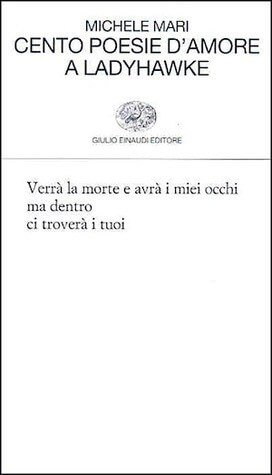 MICHELE MARI
CENTO POESIE D'AMORE
A LADYHAWKE
GIULIO EINAUDI EDITORE
Verrà la morte e avrà i miei occhi
ma dentro
ci troverà i tuoi